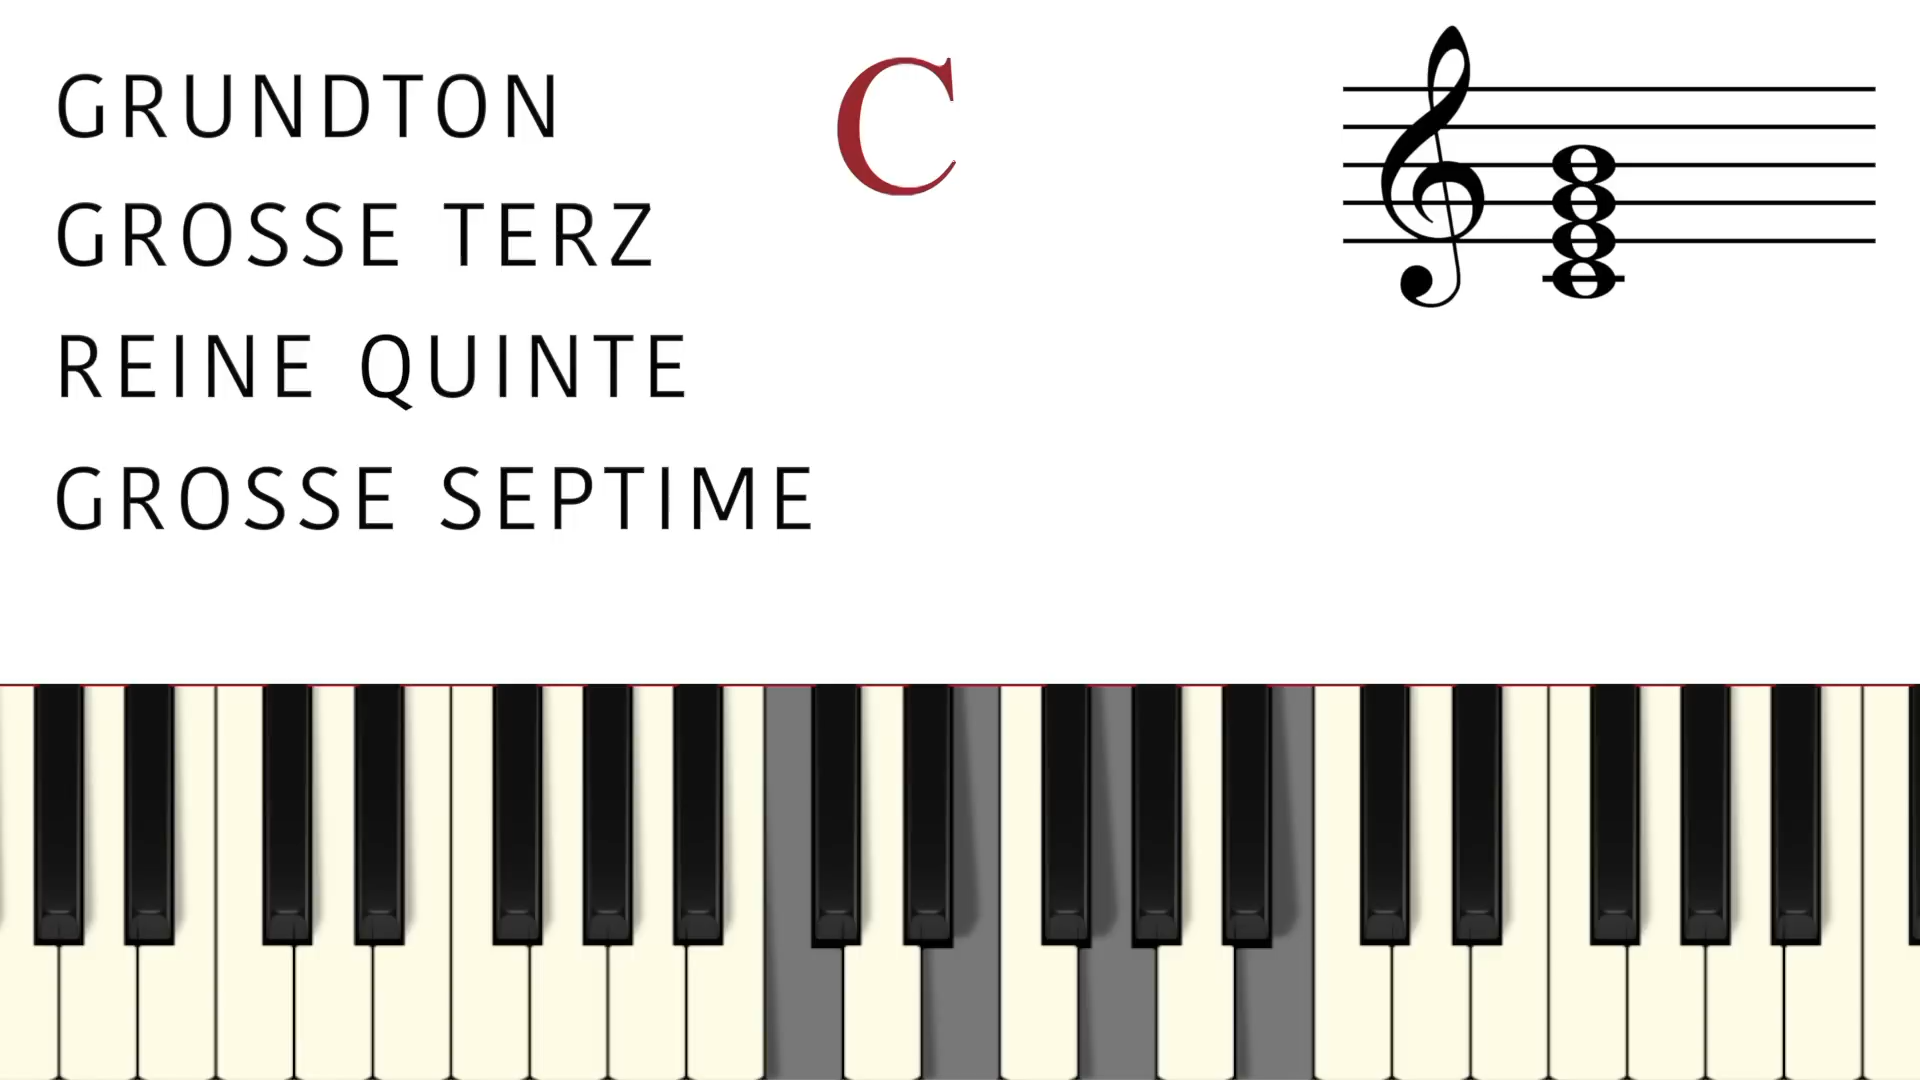 GRUNDTON
C
GROSSE TERZ
REINE QUINTE
GROSSE SEPTIME